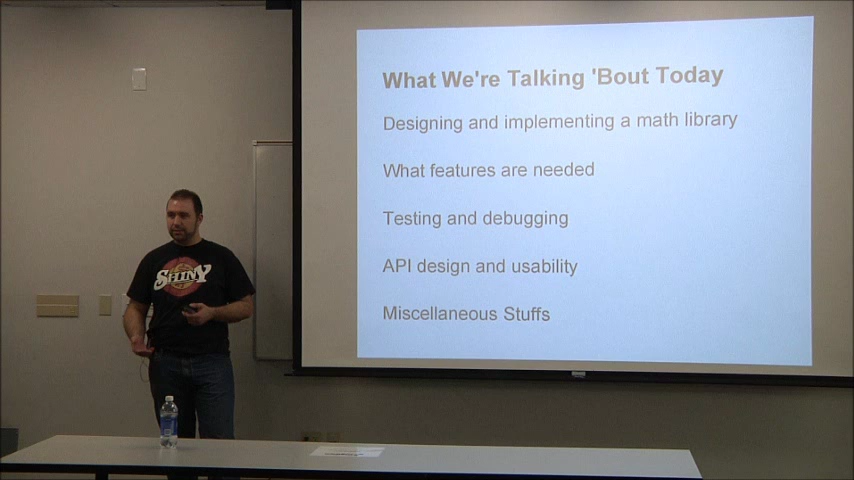 What We're Talking 'Bout Today
Designing and implementing a math library
What features are needed
Testing and debugging
API design and usability
Miscellaneous Stuffs
SHINY